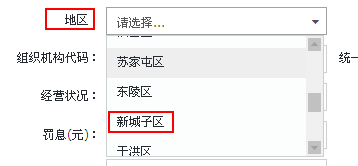 地区
请选择...
组织机构代码：
苏家屯区
统一
东陵区
经营状况：
新城子区
罚息(元)：
于洪区